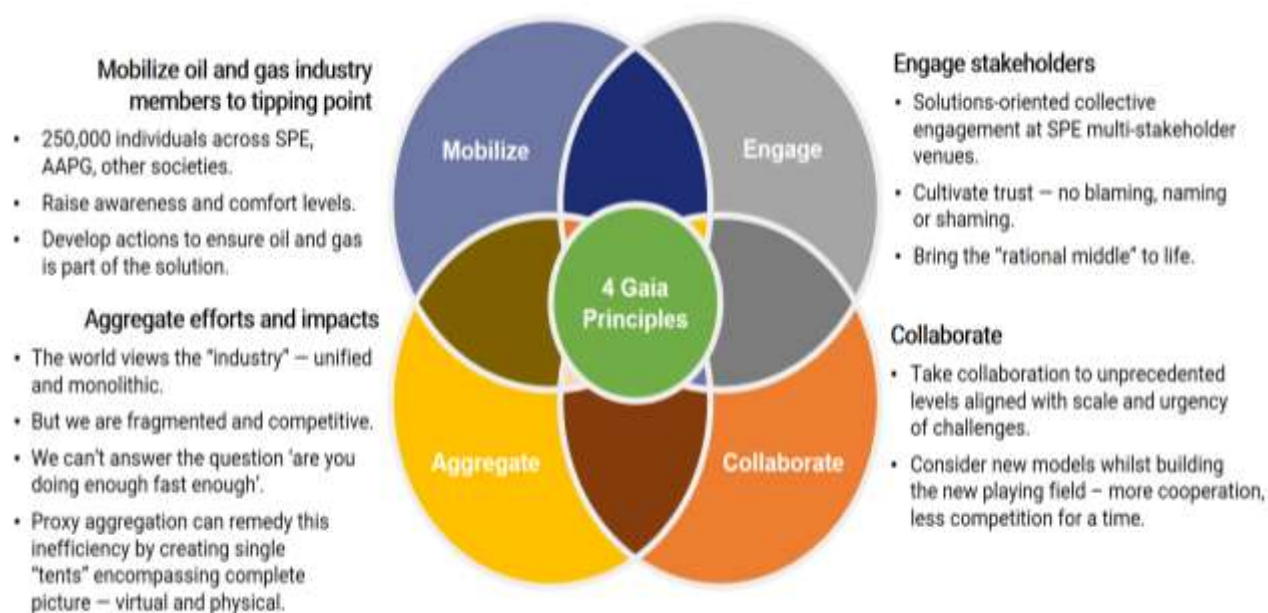 Mobilize oil and gas industry
members to tipping point
• 250,000 individuals across SPE,
AAPG, other societies.
• Raise awareness and comfort levels.
• Develop actions to ensure oil and gas
is part of the solution.
Aggregate efforts and impacts
• The world views the "industry" – unified
and monolithic.
• But we are fragmented and competitive.
• We can't answer the question 'are you
doing enough fast enough'.
• Proxy aggregation can remedy this
inefficiency by creating single
"tents" encompassing complete
picture – virtual and physical.
Mobilize
Engage
4 Gaia
Principles
Aggregate
Collaborate
Engage stakeholders
• Solutions-oriented collective
engagement at SPE multi-stakeholder
venues.
• Cultivate trust – no blaming, naming
or shaming.
• Bring the "rational middle" to life.
Collaborate
• Take collaboration to unprecedented
levels aligned with scale and urgency
of challenges.
• Consider new models whilst building
the new playing field – more cooperation,
less competition for a time.